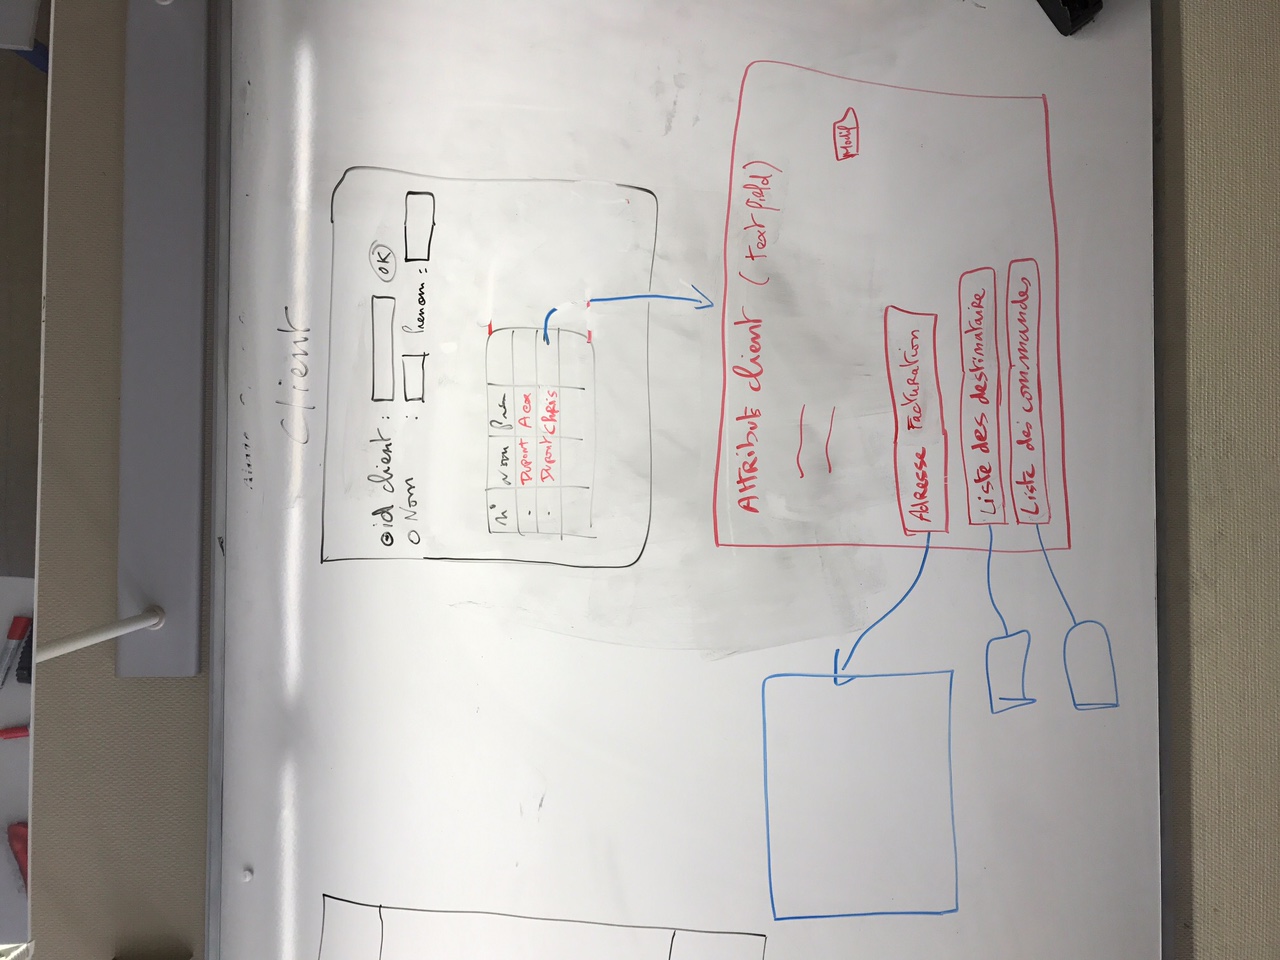 Client
id client : OK
Nom : Prenom :
N° Nom Pren
- Dupont Alex
- Dupont Chris
Attribute client (text field)
Modif
Adresse Facturation
Liste des destinataire
Liste des commandes